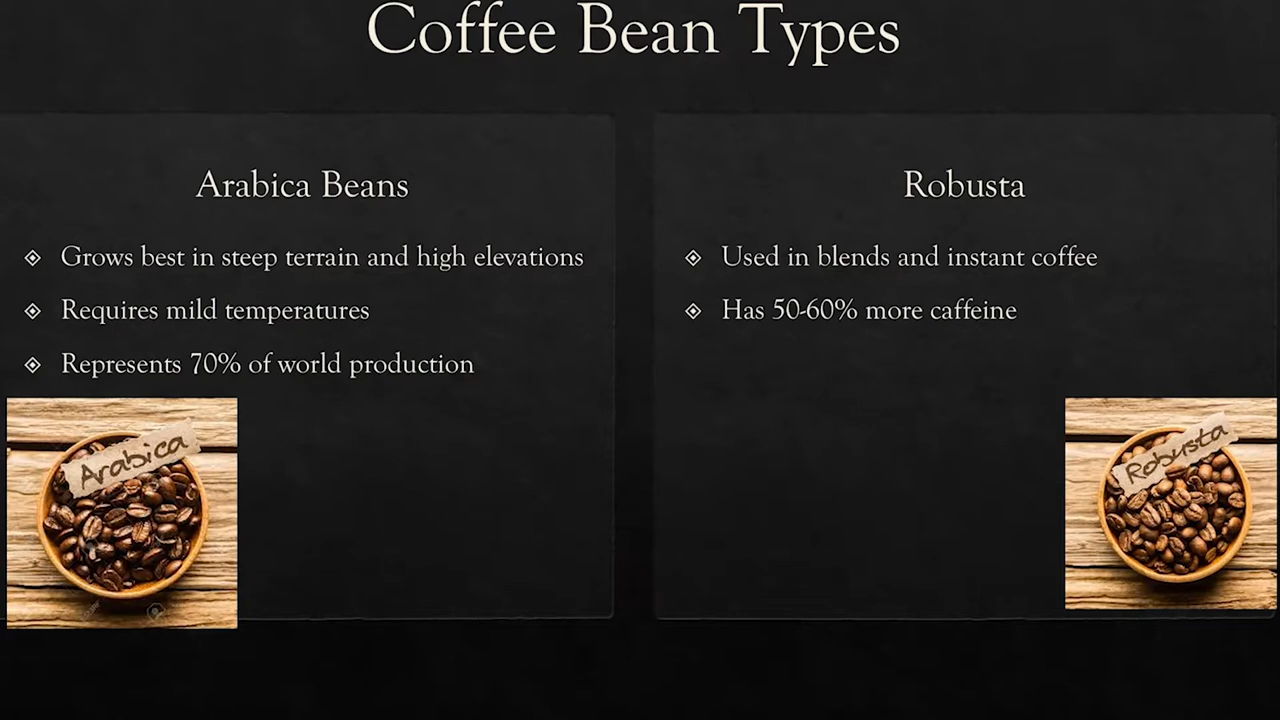 Coffee Bean Types
Arabica Beans
Grows best in steep terrain and high elevations
Requires mild temperatures
Represents 70% of world production
Arabica
Robusta
Used in blends and instant coffee
Has 50-60% more caffeine
Robusta